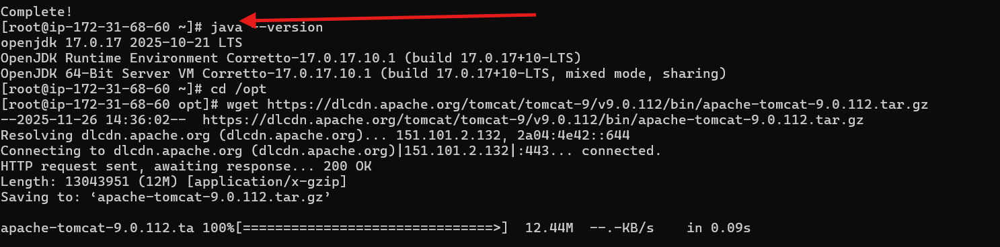 Complete!
[root@ip-172-31-68-60 ~]# java --version
openjdk 17.0.17 2025-10-21 LTS
OpenJDK Runtime Environment Corretto-17.0.17.10.1 (build 17.0.17+10-LTS)
OpenJDK 64-Bit Server VM Corretto-17.0.17.10.1 (build 17.0.17+10-LTS, mixed mode, sharing)
[root@ip-172-31-68-60 ~]# cd /opt
[root@ip-172-31-68-60 opt]# wget https://dlcdn.apache.org/tomcat/tomcat-9/v9.0.112/bin/apache-tomcat-9.0.112.tar.gz
--2025-11-26 14:36:02--  https://dlcdn.apache.org/tomcat/tomcat-9/v9.0.112/bin/apache-tomcat-9.0.112.tar.gz
Resolving dlcdn.apache.org (dlcdn.apache.org)... 151.101.2.132, 2a04:4e42::644
Connecting to dlcdn.apache.org (dlcdn.apache.org)|151.101.2.132|:443... connected.
HTTP request sent, awaiting response... 200 OK
Length: 13043951 (12M) [application/x-gzip]
Saving to: ‘apache-tomcat-9.0.112.tar.gz’
apache-tomcat-9.0.112.ta 100%[===============================>]  12.44M  --.-KB/s    in 0.09s